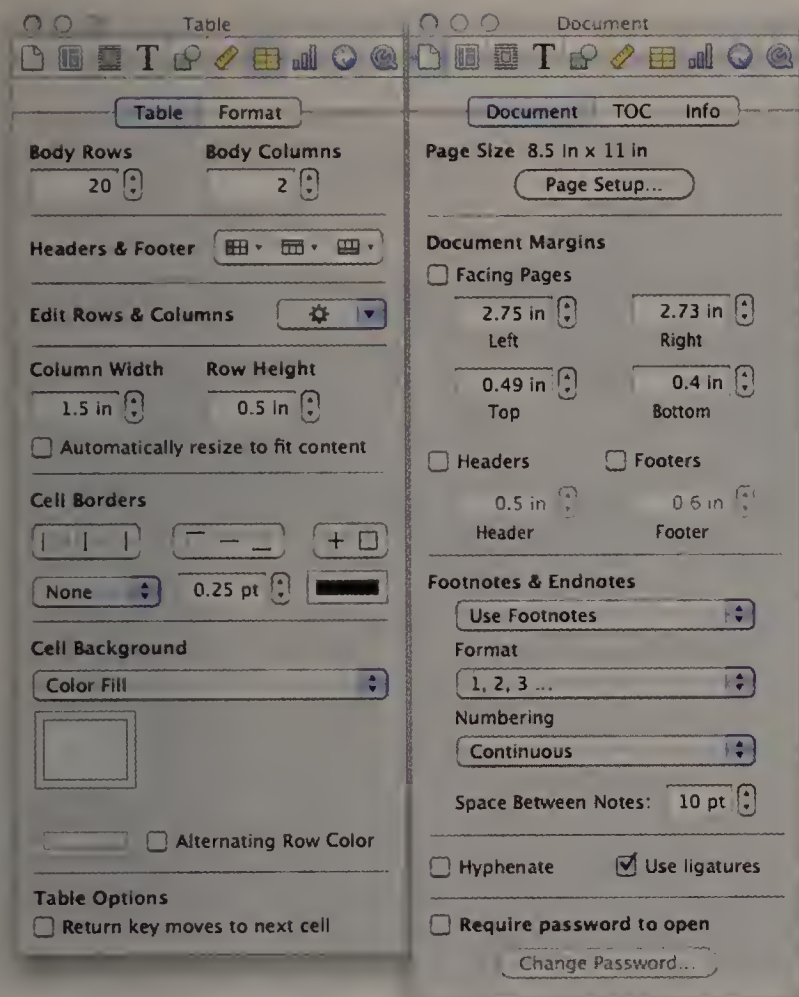 Table
Table Format
Body Rows Body Columns
20 2
Headers & Footer
Edit Rows & Columns
Column Width Row Height
1.5 in 0.5 in
Automatically resize to fit content
Cell Borders
None 0.25 pt
Cell Background
Color Fill
Alternating Row Color
Table Options
Return key moves to next cell
Document
Document TOC Info
Page Size 8.5 in x 11 in
Page Setup...
Document Margins
Facing Pages
2.75 in 2.73 in
Left Right
0.49 in 0.4 in
Top Bottom
Headers Footers
0.5 in 0.6 in
Header Footer
Footnotes & Endnotes
Use Footnotes
Format
1, 2, 3 ...
Numbering
Continuous
Space Between Notes: 10 pt
Hyphenate Use ligatures
Require password to open
Change Password...